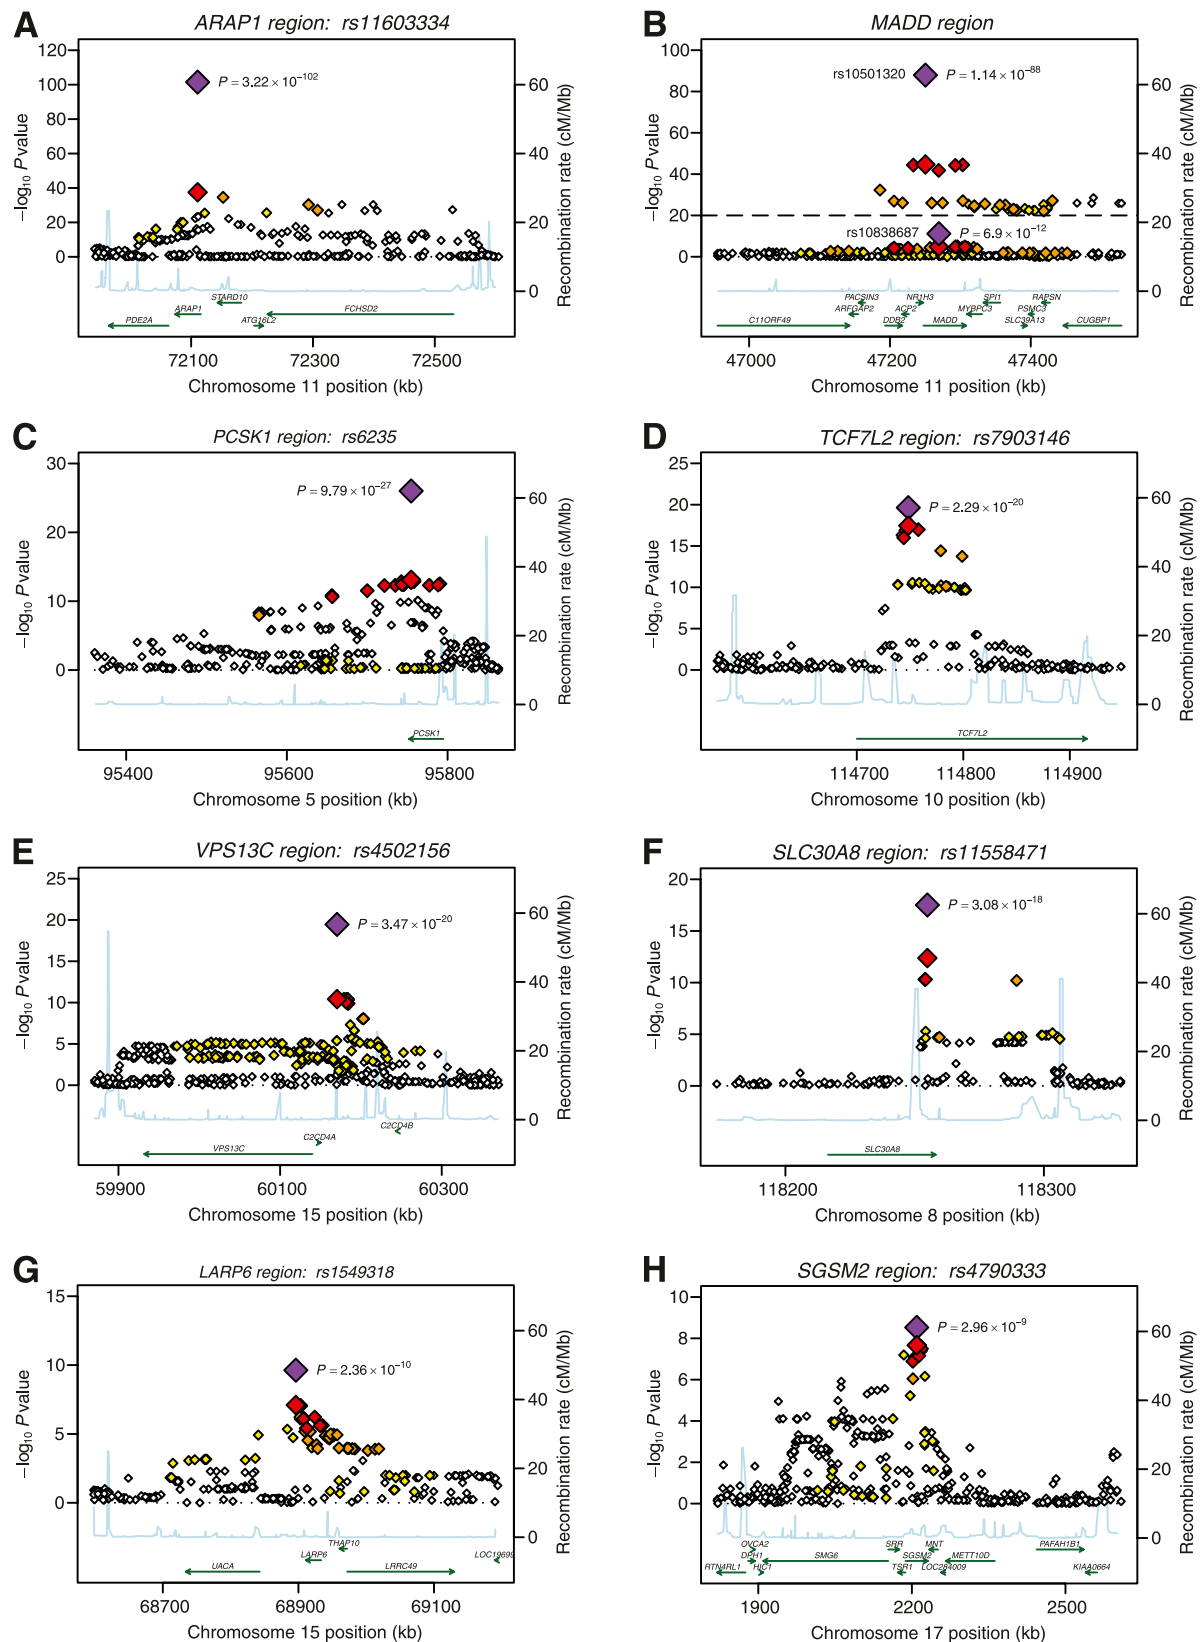 A
ARAP1 region: rs11603334
120
100
80
60
40
20
0
60
40
20
0
−log10 P value
Recombination rate (cM/Mb)
P = 3.22 × 10−102
STARD10
ARAP1
FCHSD2
PDE2A
ATG16L2
72100
72300
72500
Chromosome 11 position (kb)
B
MADD region
100
80
60
40
20
0
60
40
20
0
−log10 P value
Recombination rate (cM/Mb)
rs10501320
P = 1.14 × 10−88
rs10838687
P = 6.9 × 10−12
PACSIN3
NR1H3
SPI1
RAPSN
ARFGAP2
ACP2
MYBPC3
PSMC3
C11ORF49
DDB2
MADD
SLC39A13
CUGBP1
47000
47200
47400
Chromosome 11 position (kb)
C
PCSK1 region: rs6235
30
20
10
0
60
40
20
0
−log10 P value
Recombination rate (cM/Mb)
P = 9.79 × 10−27
PCSK1
95400
95600
95800
Chromosome 5 position (kb)
D
TCF7L2 region: rs7903146
25
20
15
10
5
0
60
40
20
0
−log10 P value
Recombination rate (cM/Mb)
P = 2.29 × 10−20
TCF7L2
114700
114800
114900
Chromosome 10 position (kb)
E
VPS13C region: rs4502156
25
20
15
10
5
0
60
40
20
0
−log10 P value
Recombination rate (cM/Mb)
P = 3.47 × 10−20
C2CD4B
C2CD4A
VPS13C
59900
60100
60300
Chromosome 15 position (kb)
F
SLC30A8 region: rs11558471
20
15
10
5
0
60
40
20
0
−log10 P value
Recombination rate (cM/Mb)
P = 3.08 × 10−18
SLC30A8
118200
118300
Chromosome 8 position (kb)
G
LARP6 region: rs1549318
15
10
5
0
60
40
20
0
−log10 P value
Recombination rate (cM/Mb)
P = 2.36 × 10−10
THAP10
LARP6
LOC19699
UACA
LRRC49
68700
68900
69100
Chromosome 15 position (kb)
H
SGSM2 region: rs4790333
10
8
6
4
2
0
60
40
20
0
−log10 P value
Recombination rate (cM/Mb)
P = 2.96 × 10−9
OVCA2
SRR
MNT
PAFAH1B1
DPH1
SMG6
SGSM2
METT10D
RTN4RL1
HIC1
TSR1
LOC284009
KIAA0664
1900
2200
2500
Chromosome 17 position (kb)